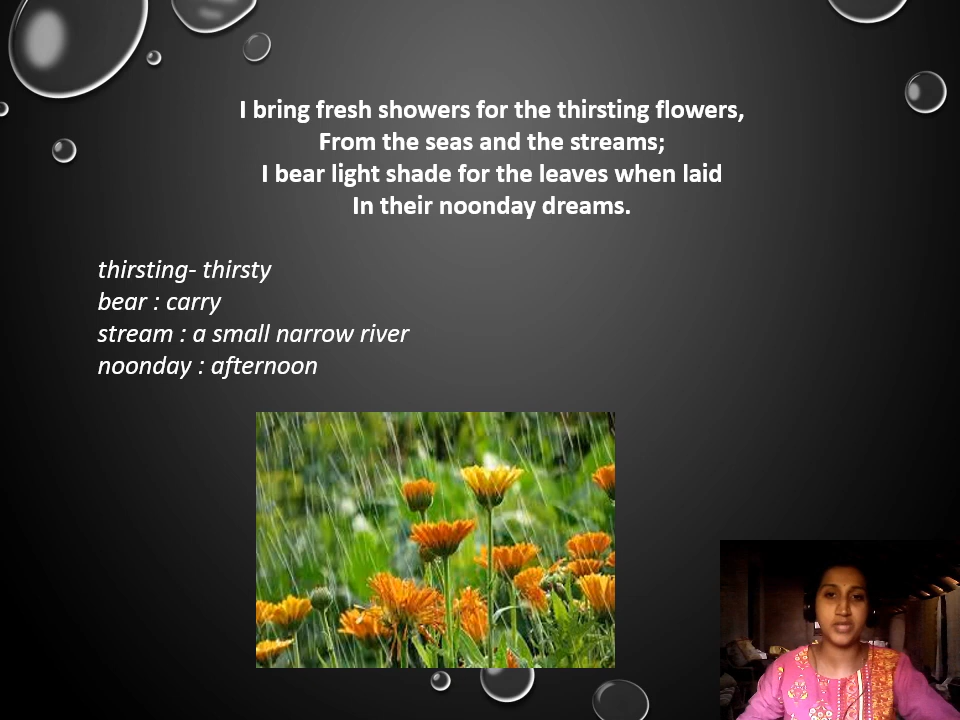 I bring fresh showers for the thirsting flowers,
From the seas and the streams;
I bear light shade for the leaves when laid
In their noonday dreams.
thirsting- thirsty
bear : carry
stream : a small narrow river
noonday : afternoon